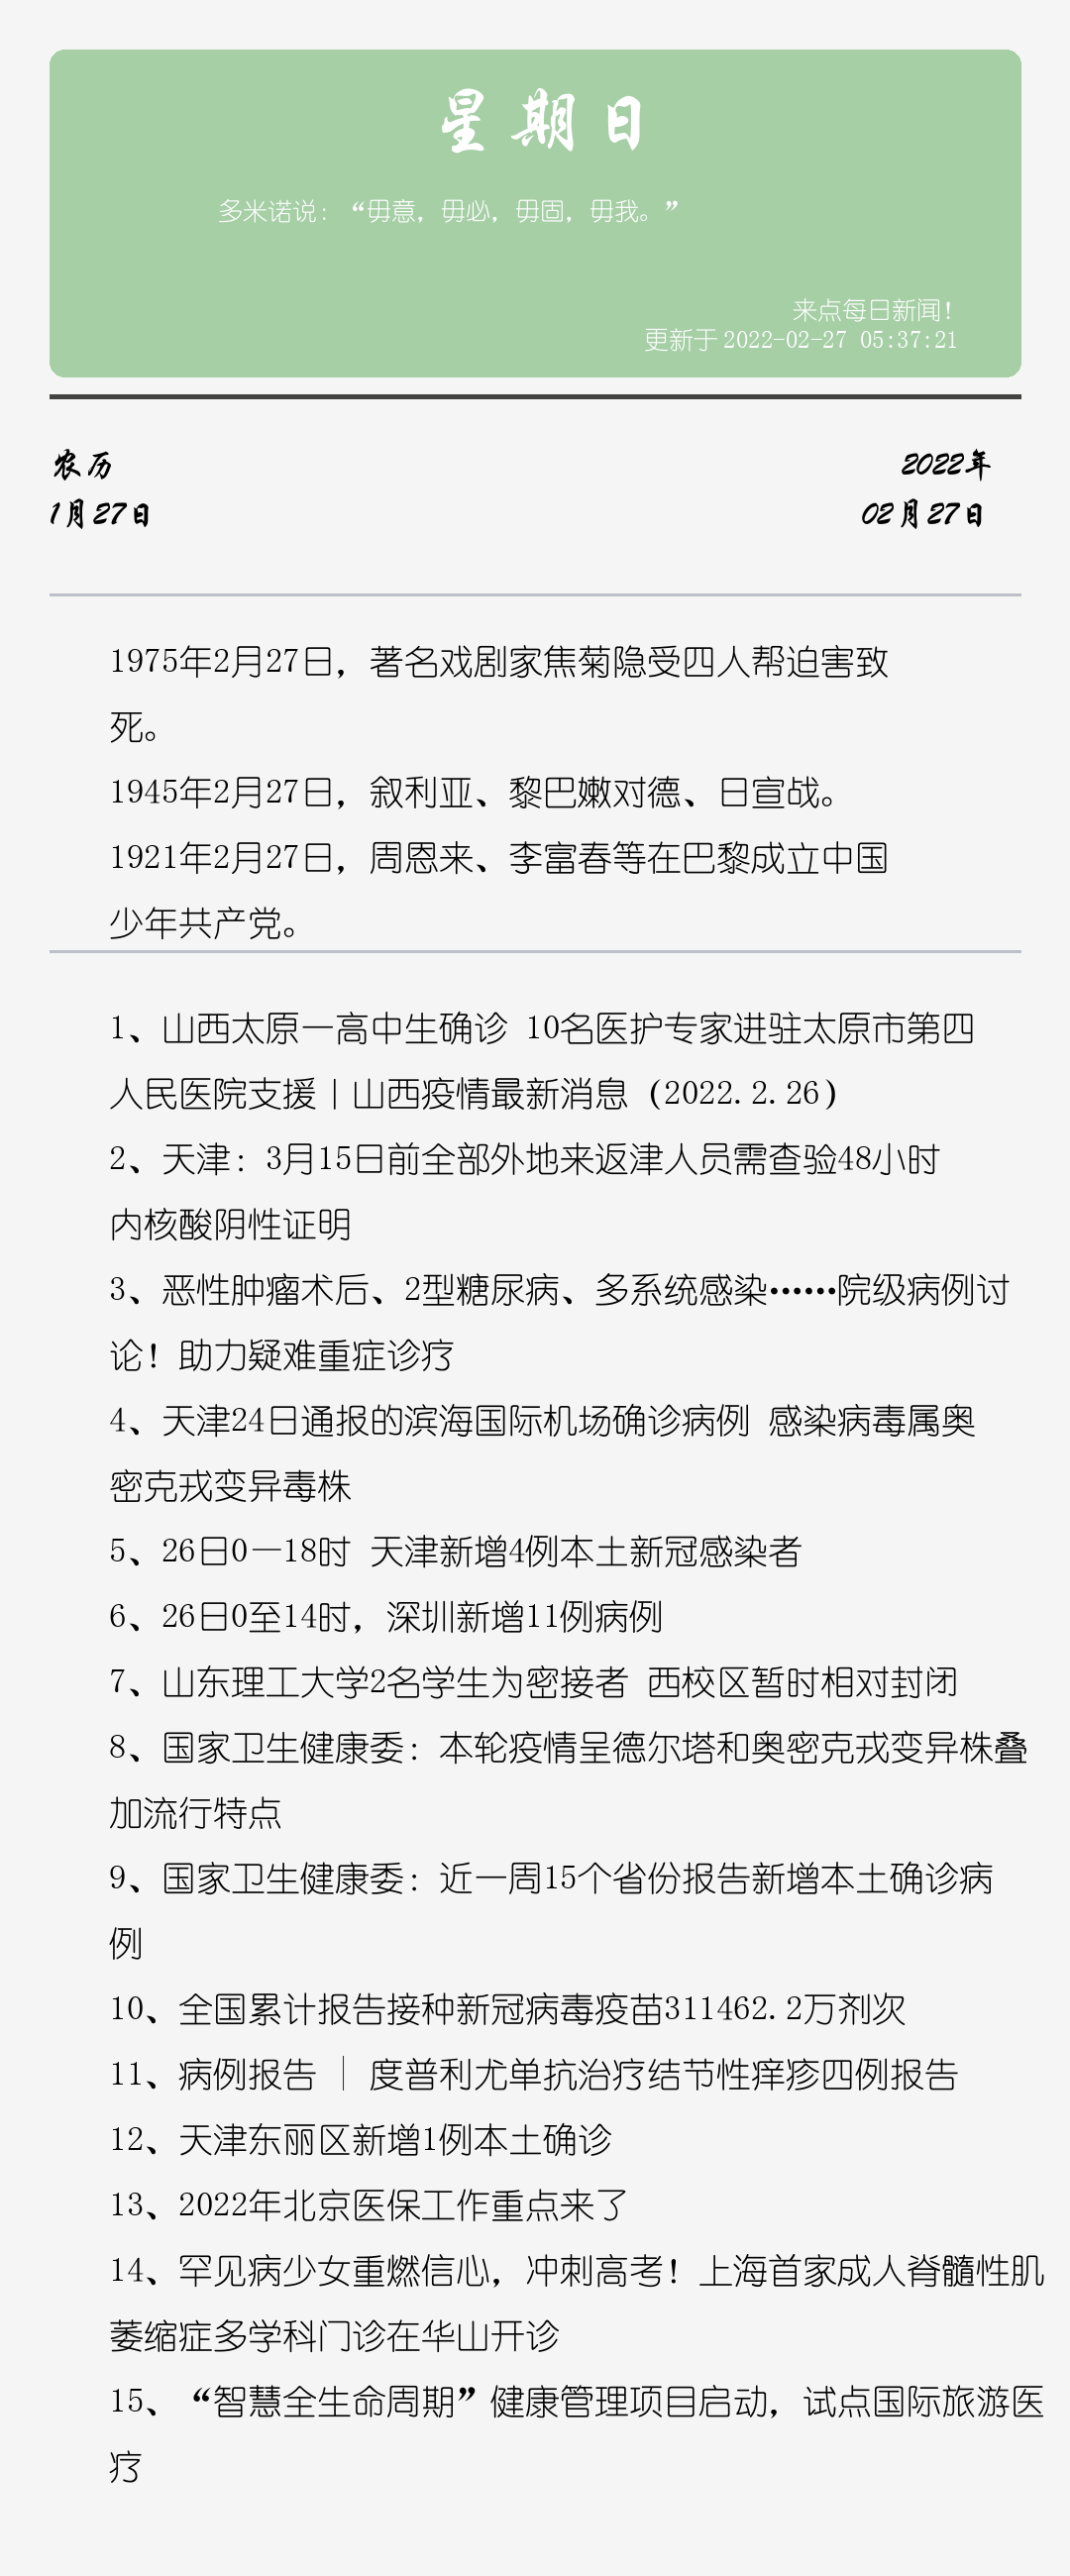 星期日
多米诺说：“毋意，毋必，毋固，毋我。”
来点每日新闻！
更新于 2022-02-27 05:37:21
农历
2022年
1月27日
02月27日
1975年2月27日，著名戏剧家焦菊隐受四人帮迫害致
死。
1945年2月27日，叙利亚、黎巴嫩对德、日宣战。
1921年2月27日，周恩来、李富春等在巴黎成立中国
少年共产党。
1、山西太原一高中生确诊 10名医护专家进驻太原市第四
人民医院支援丨山西疫情最新消息（2022.2.26）
2、天津：3月15日前全部外地来返津人员需查验48小时
内核酸阴性证明
3、恶性肿瘤术后、2型糖尿病、多系统感染……院级病例讨
论！助力疑难重症诊疗
4、天津24日通报的滨海国际机场确诊病例 感染病毒属奥
密克戎变异毒株
5、26日0—18时 天津新增4例本土新冠感染者
6、26日0至14时，深圳新增11例病例
7、山东理工大学2名学生为密接者 西校区暂时相对封闭
8、国家卫生健康委：本轮疫情呈德尔塔和奥密克戎变异株叠
加流行特点
9、国家卫生健康委：近一周15个省份报告新增本土确诊病
例
10、全国累计报告接种新冠病毒疫苗311462.2万剂次
11、病例报告 ｜ 度普利尤单抗治疗结节性痒疹四例报告
12、天津东丽区新增1例本土确诊
13、2022年北京医保工作重点来了
14、罕见病少女重燃信心，冲刺高考！上海首家成人脊髓性肌
萎缩症多学科门诊在华山开诊
15、“智慧全生命周期”健康管理项目启动，试点国际旅游医
疗